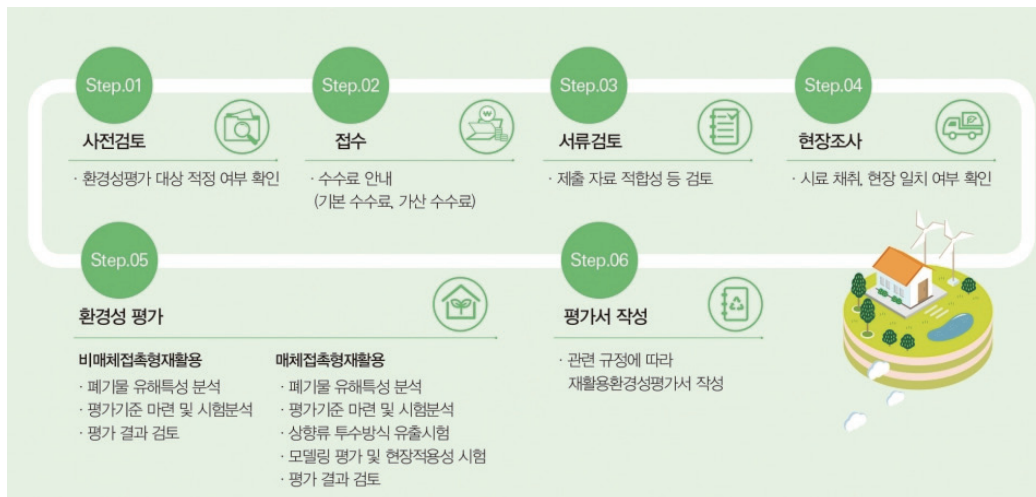 Step.01
사전검토
· 환경성평가 대상 적정 여부 확인
Step.02
접수
· 수수료 안내
(기본 수수료, 가산 수수료)
Step.03
서류검토
· 제출 자료 적합성 등 검토
Step.04
현장조사
· 시료 채취, 현장 일치 여부 확인
Step.05
환경성 평가
비매체접촉형재활용
· 폐기물 유해특성 분석
· 평가기준 마련 및 시험분석
· 평가 결과 검토
매체접촉형재활용
· 폐기물 유해특성 분석
· 평가기준 마련 및 시험분석
· 상향류 투수방식 유출시험
· 모델링 평가 및 현장적용성 시험
· 평가 결과 검토
Step.06
평가서 작성
· 관련 규정에 따라
재활용환경성평가서 작성